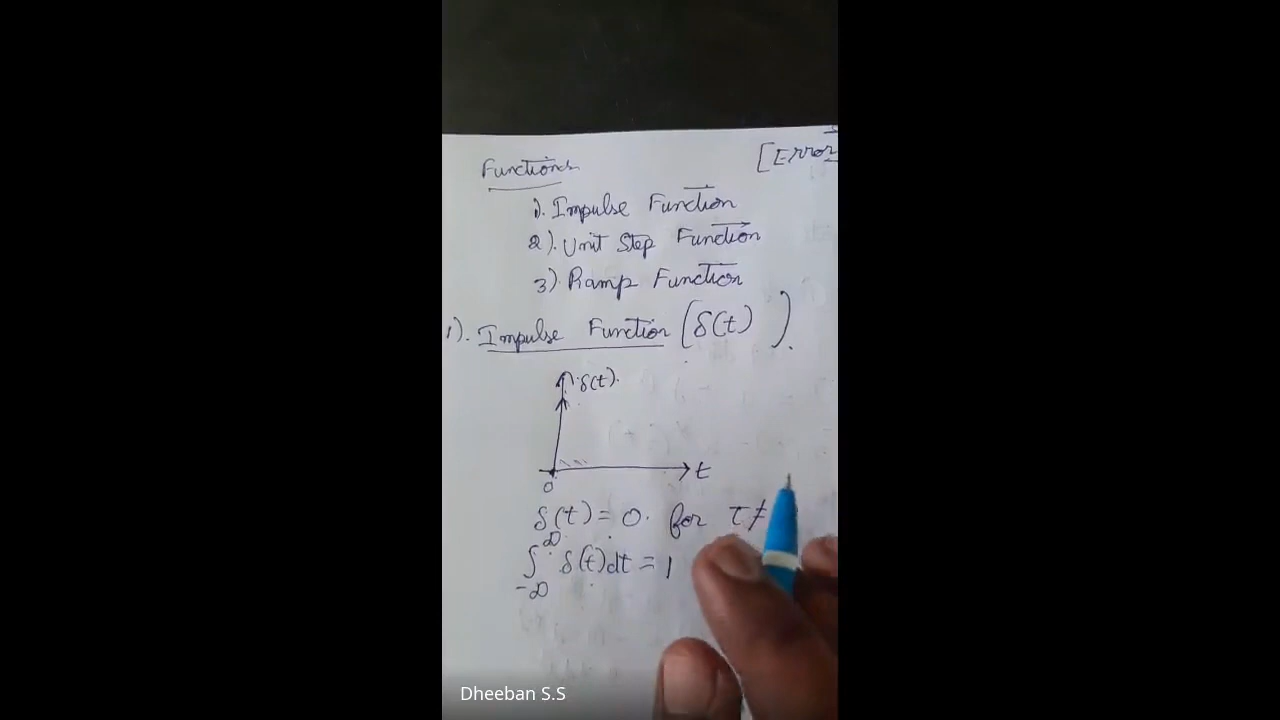 Functions
[Error
1). Impulse Function
2). Unit Step Function
3) Ramp Function
1). Impulse Function (δ(t)).
δ(t).
t
0
δ(t) = 0. for t ≠
∫_{-∞}^{∞} δ(t)dt = 1
Dheeban S.S